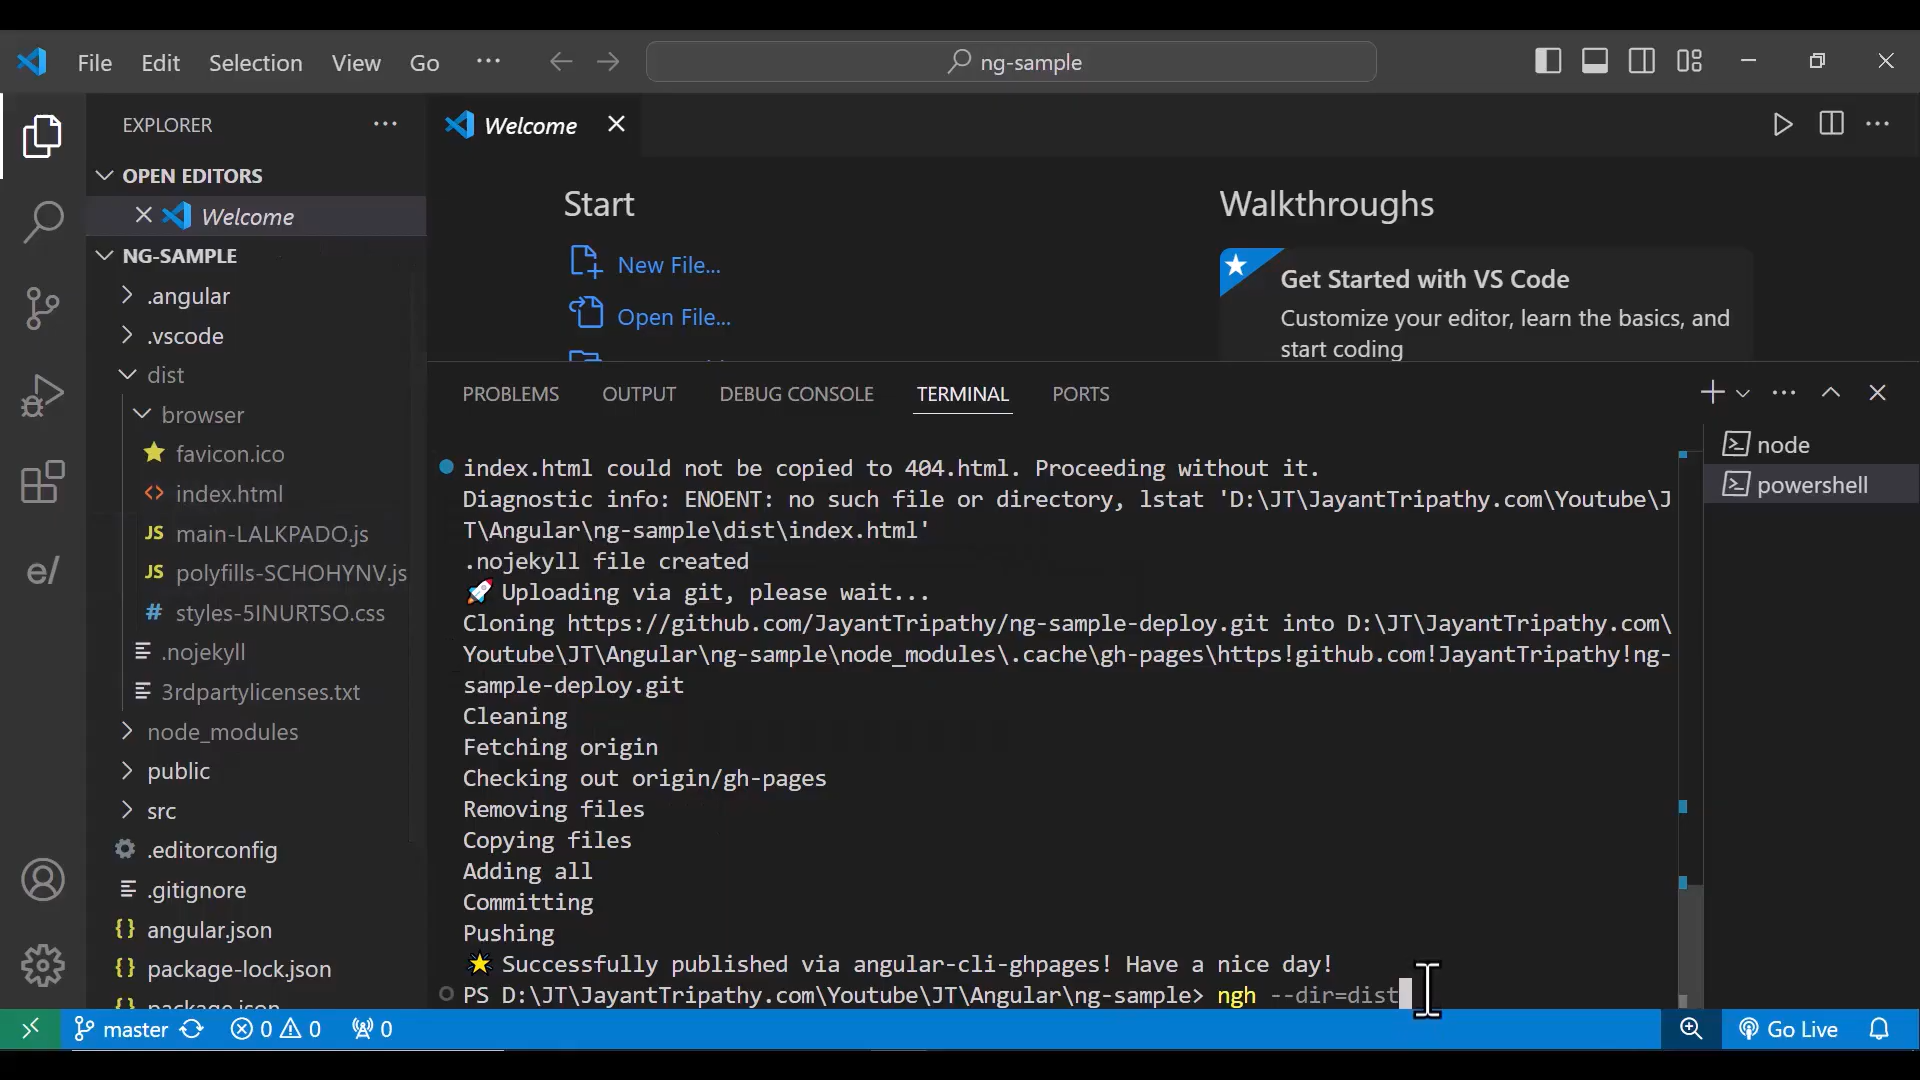 File Edit Selection View Go ··· ng-sample
EXPLORER ···
OPEN EDITORS
Welcome
NG-SAMPLE
.angular
.vscode
dist
browser
favicon.ico
index.html
JS main-LALKPADO.js
JS polyfills-SCHOHYNV.js
# styles-5INURTSO.css
.nojekyll
3rdpartylicenses.txt
node_modules
public
src
.editorconfig
.gitignore
{} angular.json
{} package-lock.json
{} package.json
e/
Welcome
Start
New File...
Open File...
Walkthroughs
Get Started with VS Code
Customize your editor, learn the basics, and
start coding
PROBLEMS OUTPUT DEBUG CONSOLE TERMINAL PORTS
index.html could not be copied to 404.html. Proceeding without it.
Diagnostic info: ENOENT: no such file or directory, lstat 'D:\JT\JayantTripathy.com\Youtube\J
T\Angular\ng-sample\dist\index.html'
.nojekyll file created
🚀 Uploading via git, please wait...
Cloning https://github.com/JayantTripathy/ng-sample-deploy.git into D:\JT\JayantTripathy.com\
Youtube\JT\Angular\ng-sample\node_modules\.cache\gh-pages\https!github.com!JayantTripathy!ng-
sample-deploy.git
Cleaning
Fetching origin
Checking out origin/gh-pages
Removing files
Copying files
Adding all
Committing
Pushing
🌟 Successfully published via angular-cli-ghpages! Have a nice day!
PS D:\JT\JayantTripathy.com\Youtube\JT\Angular\ng-sample> ngh --dir=dist
node
powershell
master 0 0 0 Go Live